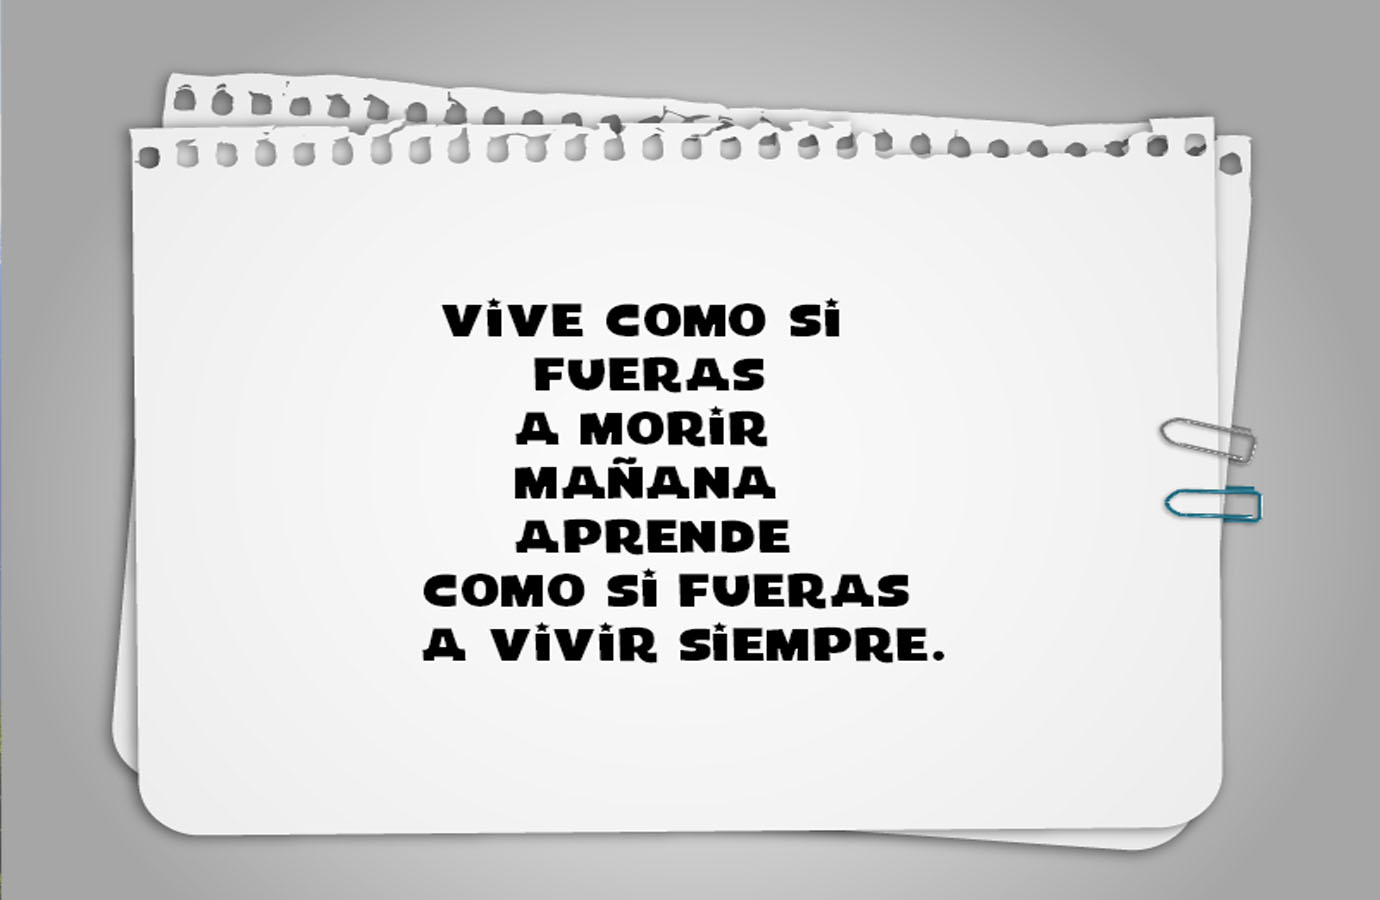 VIVE COMO SI
FUERAS
A MORIR
MAÑANA
APRENDE
COMO SI FUERAS
A VIVIR SIEMPRE.